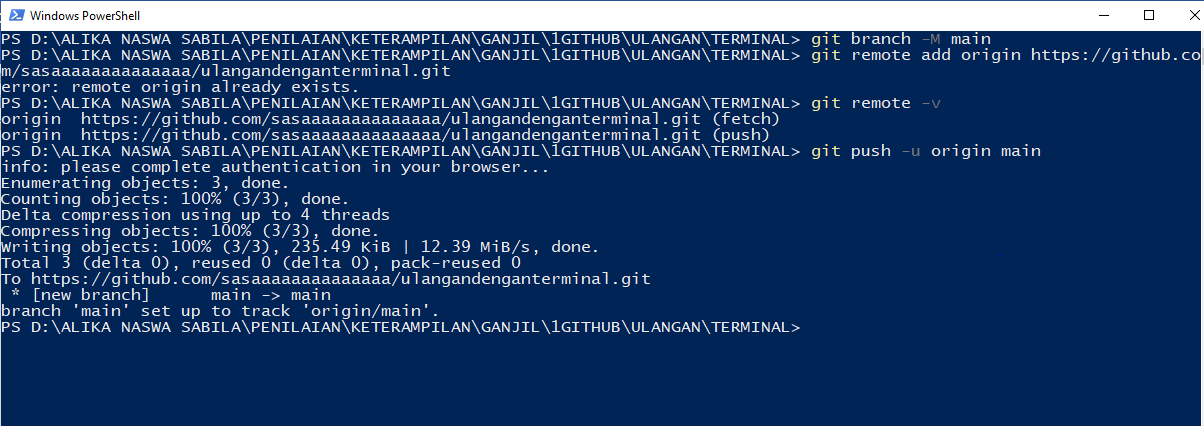 Windows PowerShell
PS D:\ALIKA NASWA SABILA\PENILAIAN\KETERAMPILAN\GANJIL\1GITHUB\ULANGAN\TERMINAL> git branch -M main
PS D:\ALIKA NASWA SABILA\PENILAIAN\KETERAMPILAN\GANJIL\1GITHUB\ULANGAN\TERMINAL> git remote add origin https://github.co
m/sasaaaaaaaaaaaaaa/ulangandenganterminal.git
error: remote origin already exists.
PS D:\ALIKA NASWA SABILA\PENILAIAN\KETERAMPILAN\GANJIL\1GITHUB\ULANGAN\TERMINAL> git remote -v
origin  https://github.com/sasaaaaaaaaaaaaaa/ulangandenganterminal.git (fetch)
origin  https://github.com/sasaaaaaaaaaaaaaa/ulangandenganterminal.git (push)
PS D:\ALIKA NASWA SABILA\PENILAIAN\KETERAMPILAN\GANJIL\1GITHUB\ULANGAN\TERMINAL> git push -u origin main
info: please complete authentication in your browser...
Enumerating objects: 3, done.
Counting objects: 100% (3/3), done.
Delta compression using up to 4 threads
Compressing objects: 100% (3/3), done.
Writing objects: 100% (3/3), 235.49 KiB | 12.39 MiB/s, done.
Total 3 (delta 0), reused 0 (delta 0), pack-reused 0
To https://github.com/sasaaaaaaaaaaaaaa/ulangandenganterminal.git
 * [new branch]      main -> main
branch 'main' set up to track 'origin/main'.
PS D:\ALIKA NASWA SABILA\PENILAIAN\KETERAMPILAN\GANJIL\1GITHUB\ULANGAN\TERMINAL>